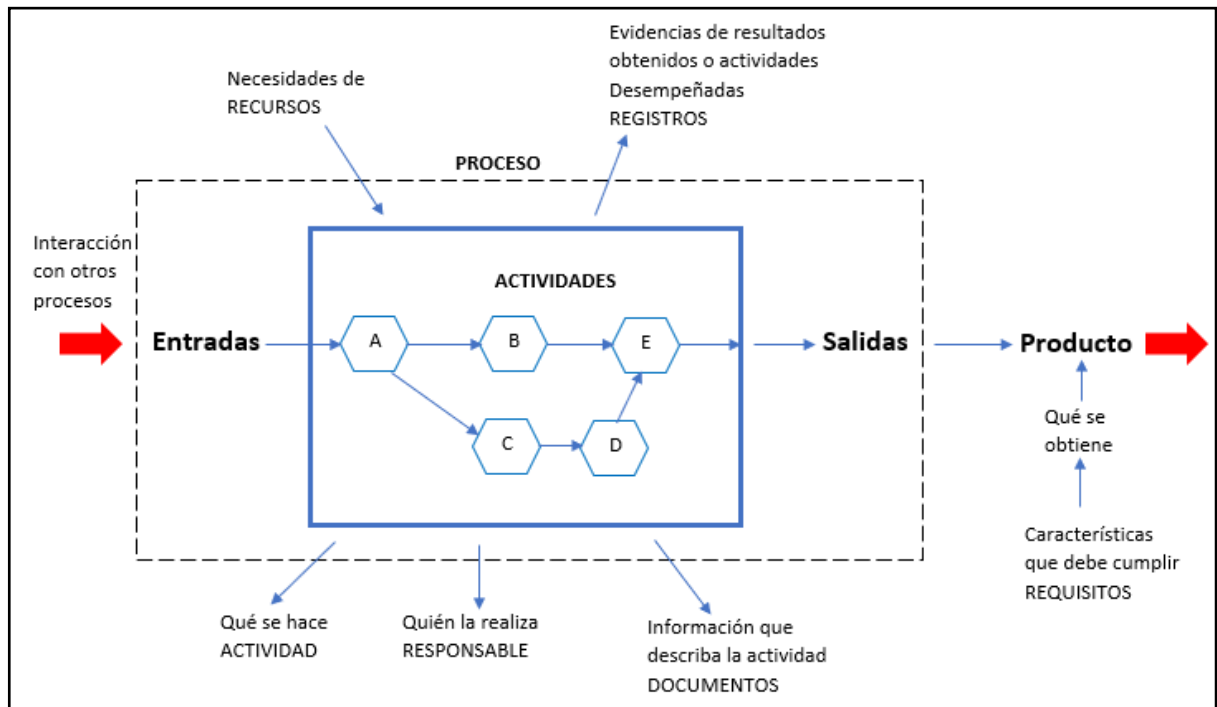 Necesidades de
RECURSOS
Evidencias de resultados
obtenidos o actividades
Desempeñadas
REGISTROS
PROCESO
Interacción
con otros
procesos
ACTIVIDADES
Entradas
A
B
E
C
D
Salidas
Producto
Qué se
obtiene
Características
que debe cumplir
REQUISITOS
Qué se hace
ACTIVIDAD
Quién la realiza
RESPONSABLE
Información que
describa la actividad
DOCUMENTOS